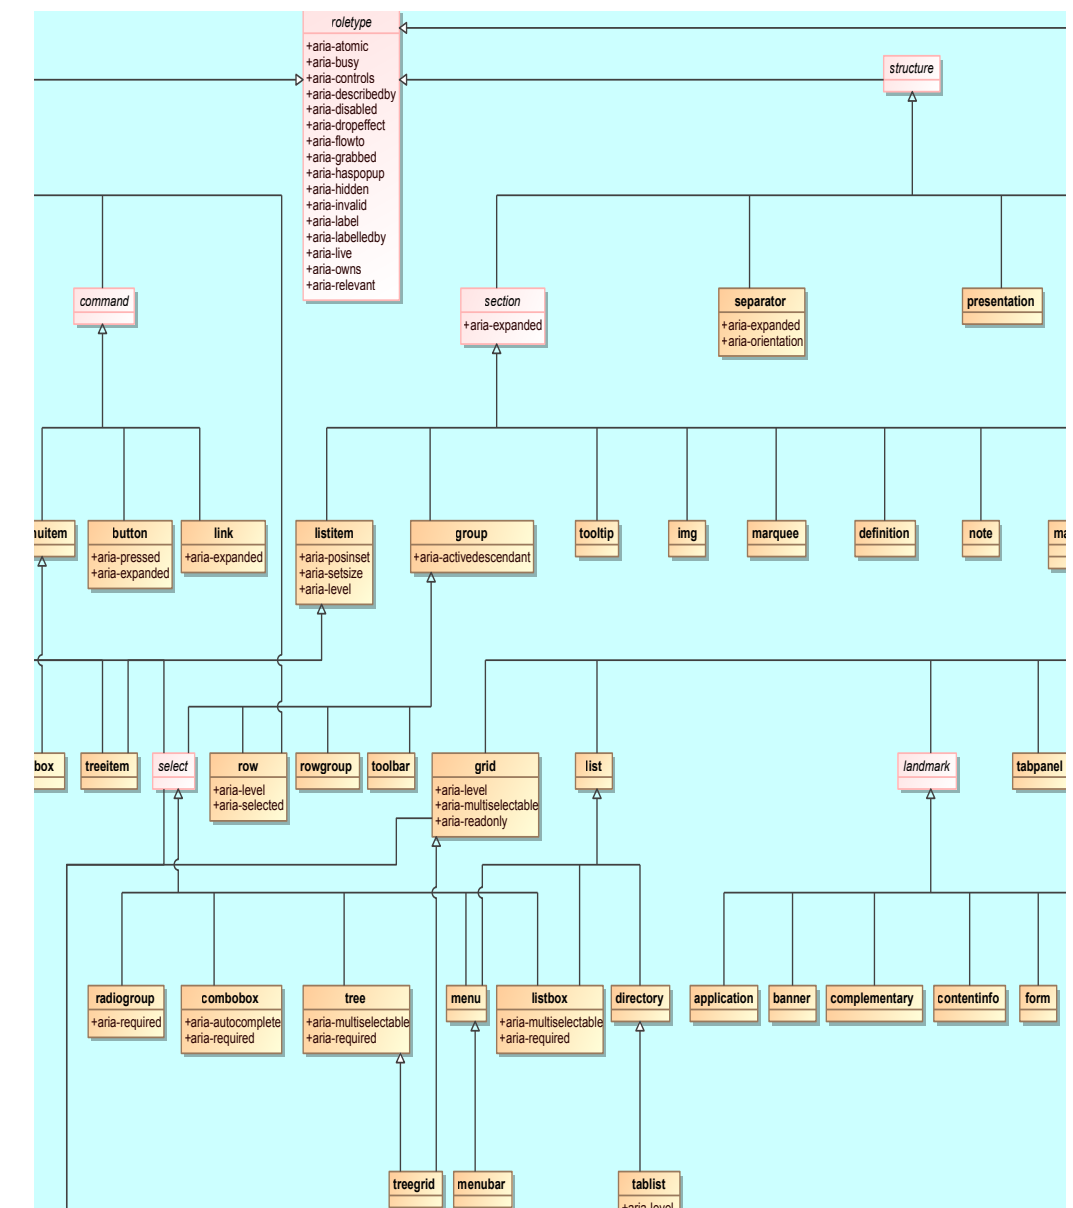 roletype
+aria-atomic
+aria-busy
+aria-controls
+aria-describedby
+aria-disabled
+aria-dropeffect
+aria-flowto
+aria-grabbed
+aria-haspopup
+aria-hidden
+aria-invalid
+aria-label
+aria-labelledby
+aria-live
+aria-owns
+aria-relevant
structure
command
section
+aria-expanded
separator
+aria-expanded
+aria-orientation
presentation
nuitem
button
+aria-pressed
+aria-expanded
link
+aria-expanded
listitem
+aria-posinset
+aria-setsize
+aria-level
group
+aria-activedescendant
tooltip
img
marquee
definition
note
ma
box
treeitem
select
row
+aria-level
+aria-selected
rowgroup
toolbar
grid
+aria-level
+aria-multiselectable
+aria-readonly
list
landmark
tabpanel
radiogroup
+aria-required
combobox
+aria-autocomplete
+aria-required
tree
+aria-multiselectable
+aria-required
menu
listbox
+aria-multiselectable
+aria-required
directory
application
banner
complementary
contentinfo
form
treegrid
menubar
tablist
+aria-level